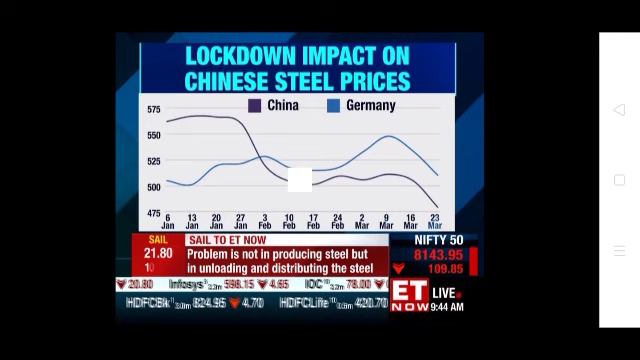 LOCKDOWN IMPACT ON
CHINESE STEEL PRICES
China Germany
575
550
525
500
475
6 13 20 27 3 10 17 24 2 9 16 23
Jan Jan Jan Jan Feb Feb Feb Feb Mar Mar Mar Mar
SAIL
21.80
SAIL TO ET NOW
Problem is not in producing steel but
in unloading and distributing the steel
NIFTY 50
8143.95
109.85
20.80 Infosys 598.15 4.65 IOC 78.00
HDFCBk 824.95 4.70 HDFCLife 420.70
ET
NOW
LIVE
9:44 AM